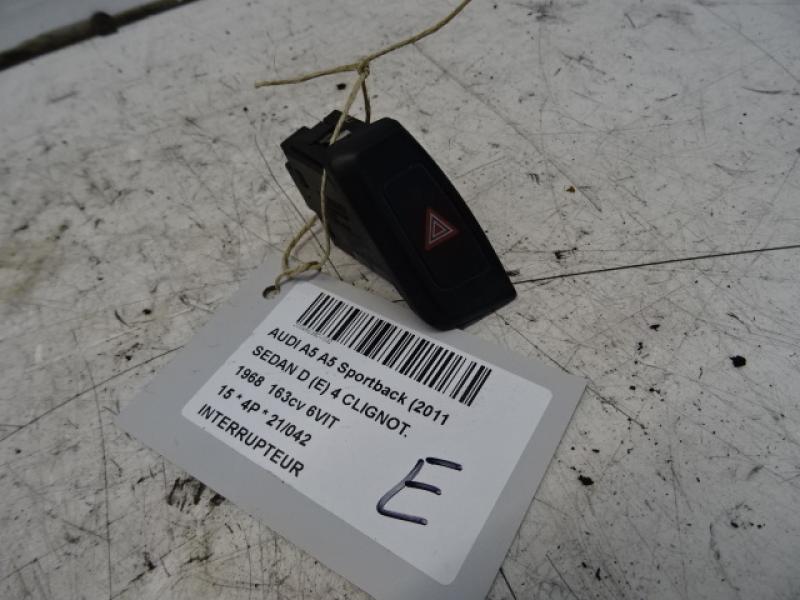 AUDI A5 A5 Sportback (2011
SEDAN D (E) 4 CLIGNOT.
1968 163cv 6VIT
15 * 4P * 21/042
INTERRUPTEUR
E